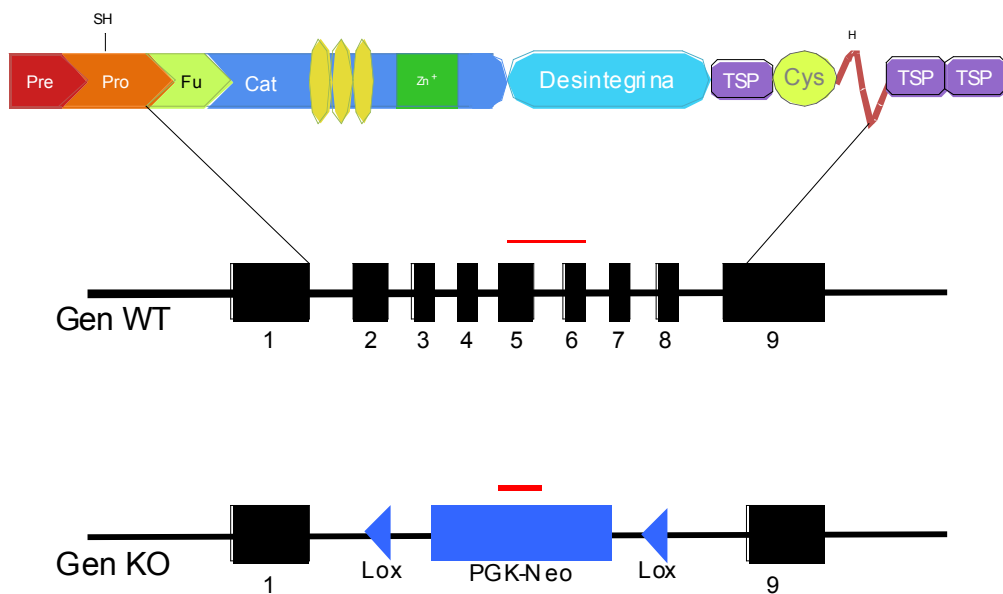 SH
H
Pre Pro Fu Cat Zn+ Desintegrina TSP Cys TSP TSP
Gen WT
1 2 3 4 5 6 7 8 9
Gen KO
1 Lox PGK-Neo Lox 9